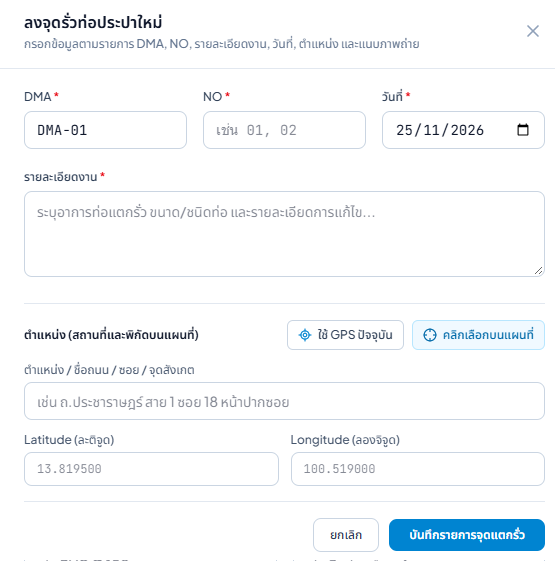 ลงจุดรั่วท่อประปาใหม่
กรอกข้อมูลตามรายการ DMA, NO, รายละเอียดงาน, วันที่, ตำแหน่ง และแนบภาพถ่าย
DMA * NO * วันที่ *
DMA-01 เช่น 01, 02 25/11/2026
รายละเอียดงาน *
ระบุอาการท่อแตกรั่ว ขนาด/ชนิดท่อ และรายละเอียดการแก้ไข...
ตำแหน่ง (สถานที่และพิกัดบนแผนที่) ใช้ GPS ปัจจุบัน คลิกเลือกบนแผนที่
ตำแหน่ง / ชื่อถนน / ซอย / จุดสังเกต
เช่น ถ.ประชาราษฎร์ สาย 1 ซอย 18 หน้าปากซอย
Latitude (ละติจูด) Longitude (ลองจิจูด)
13.819500 100.519000
ยกเลิก บันทึกรายการจุดแตกรั่ว